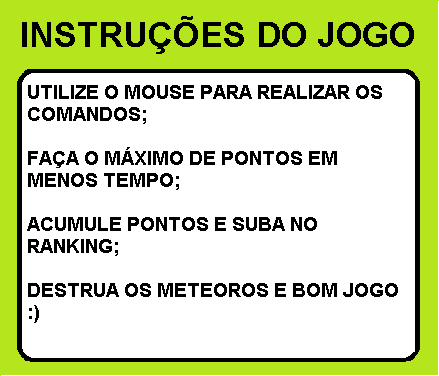 INSTRUÇÕES DO JOGO
UTILIZE O MOUSE PARA REALIZAR OS
COMANDOS;
FAÇA O MÁXIMO DE PONTOS EM
MENOS TEMPO;
ACUMULE PONTOS E SUBA NO
RANKING;
DESTRUA OS METEOROS E BOM JOGO
:)